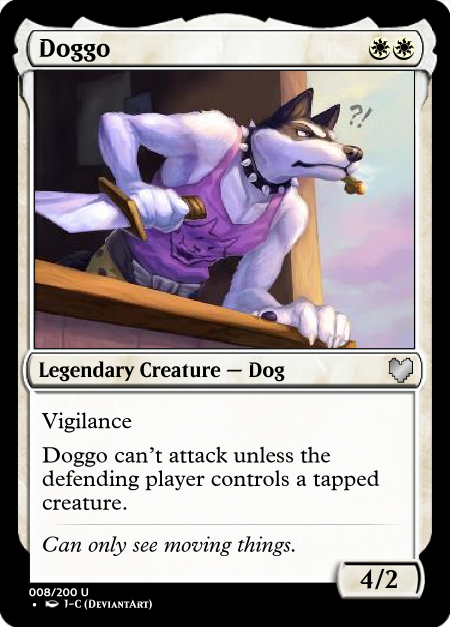 Doggo
?!
Legendary Creature — Dog
Vigilance
Doggo can't attack unless the
defending player controls a tapped
creature.
Can only see moving things.
4/2
008/200 U
• J-C (DeviantArt)